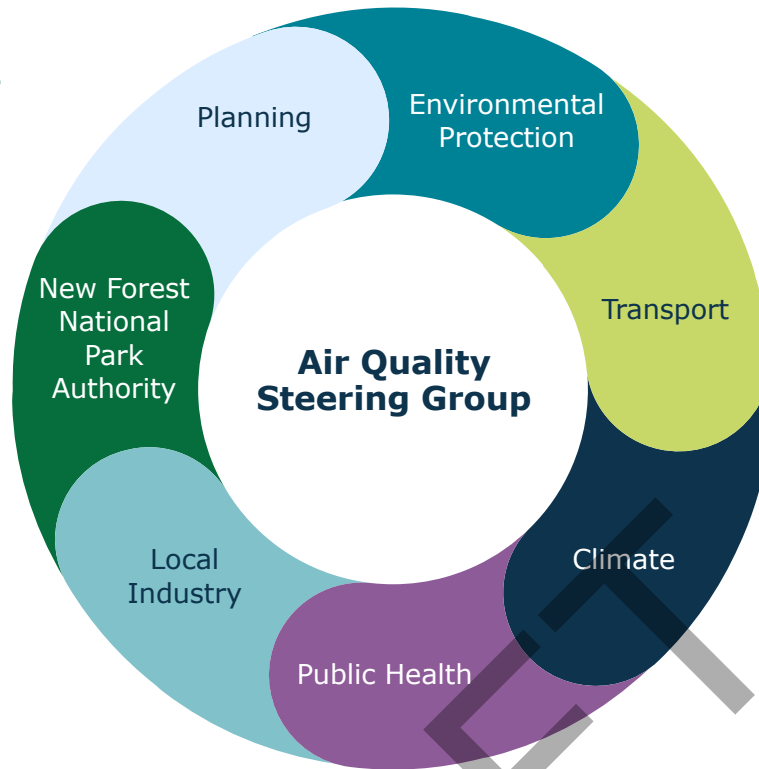 Planning
Environmental
Protection
Transport
Climate
Public Health
Local
Industry
New Forest
National
Park
Authority
Air Quality
Steering Group